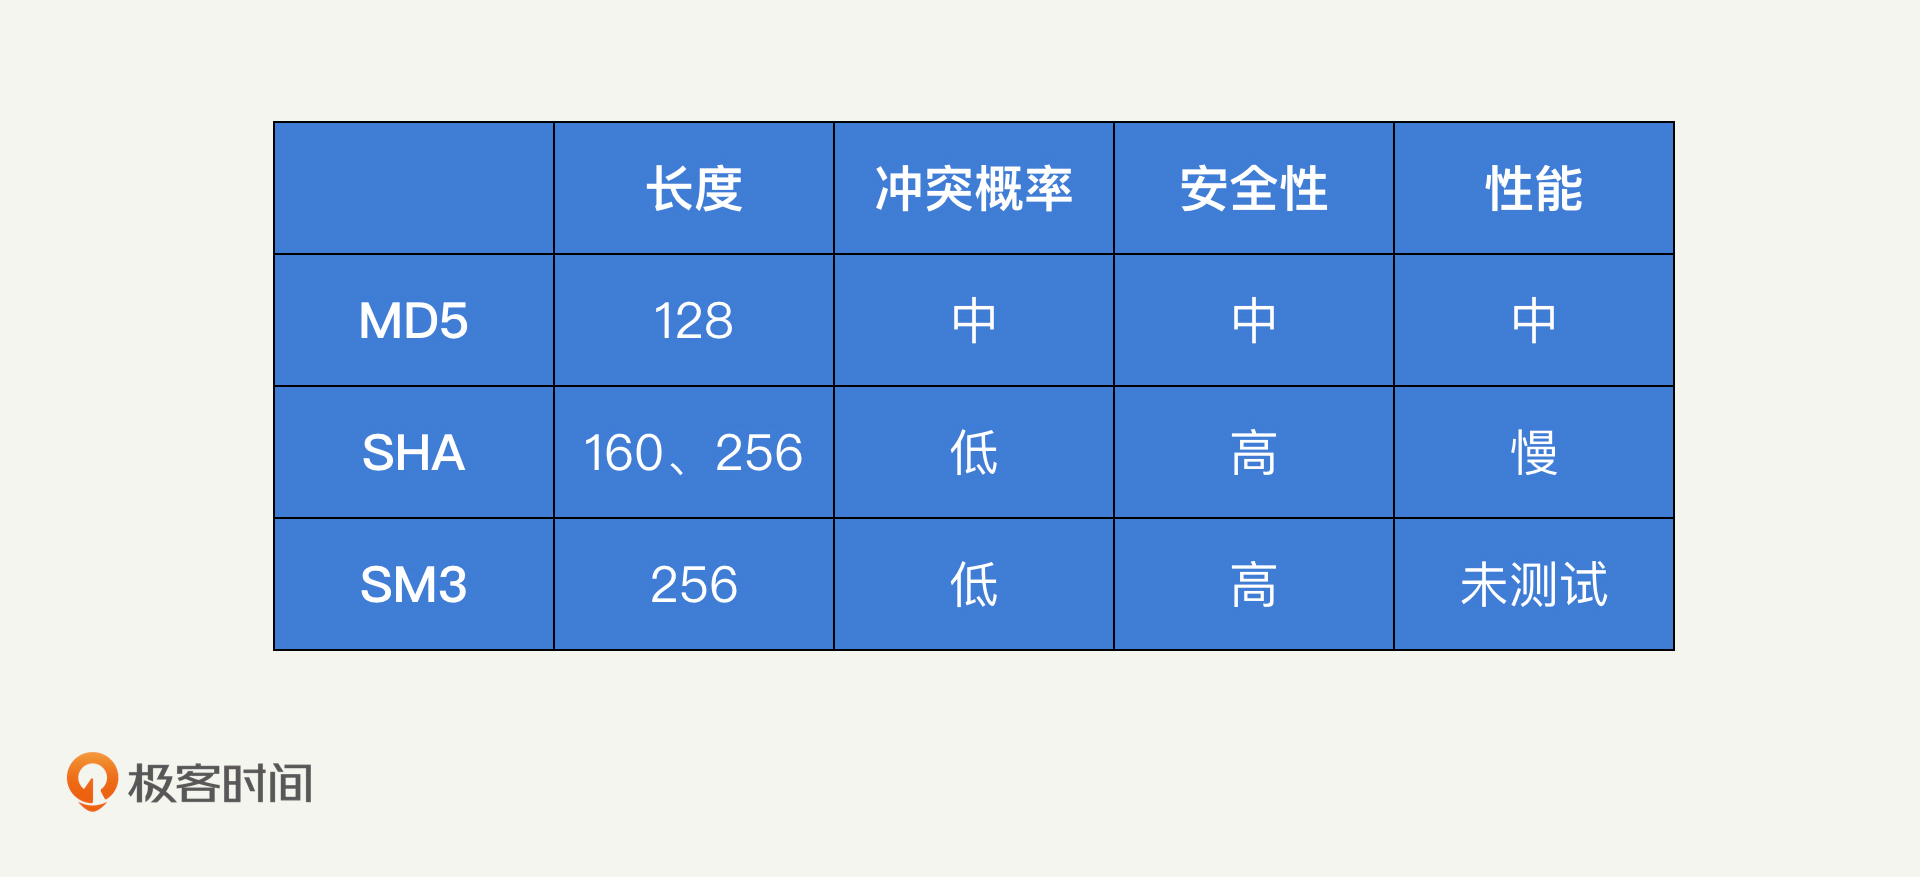 长度 冲突概率 安全性 性能
MD5 128 中 中 中
SHA 160、256 低 高 慢
SM3 256 低 高 未测试
极客时间